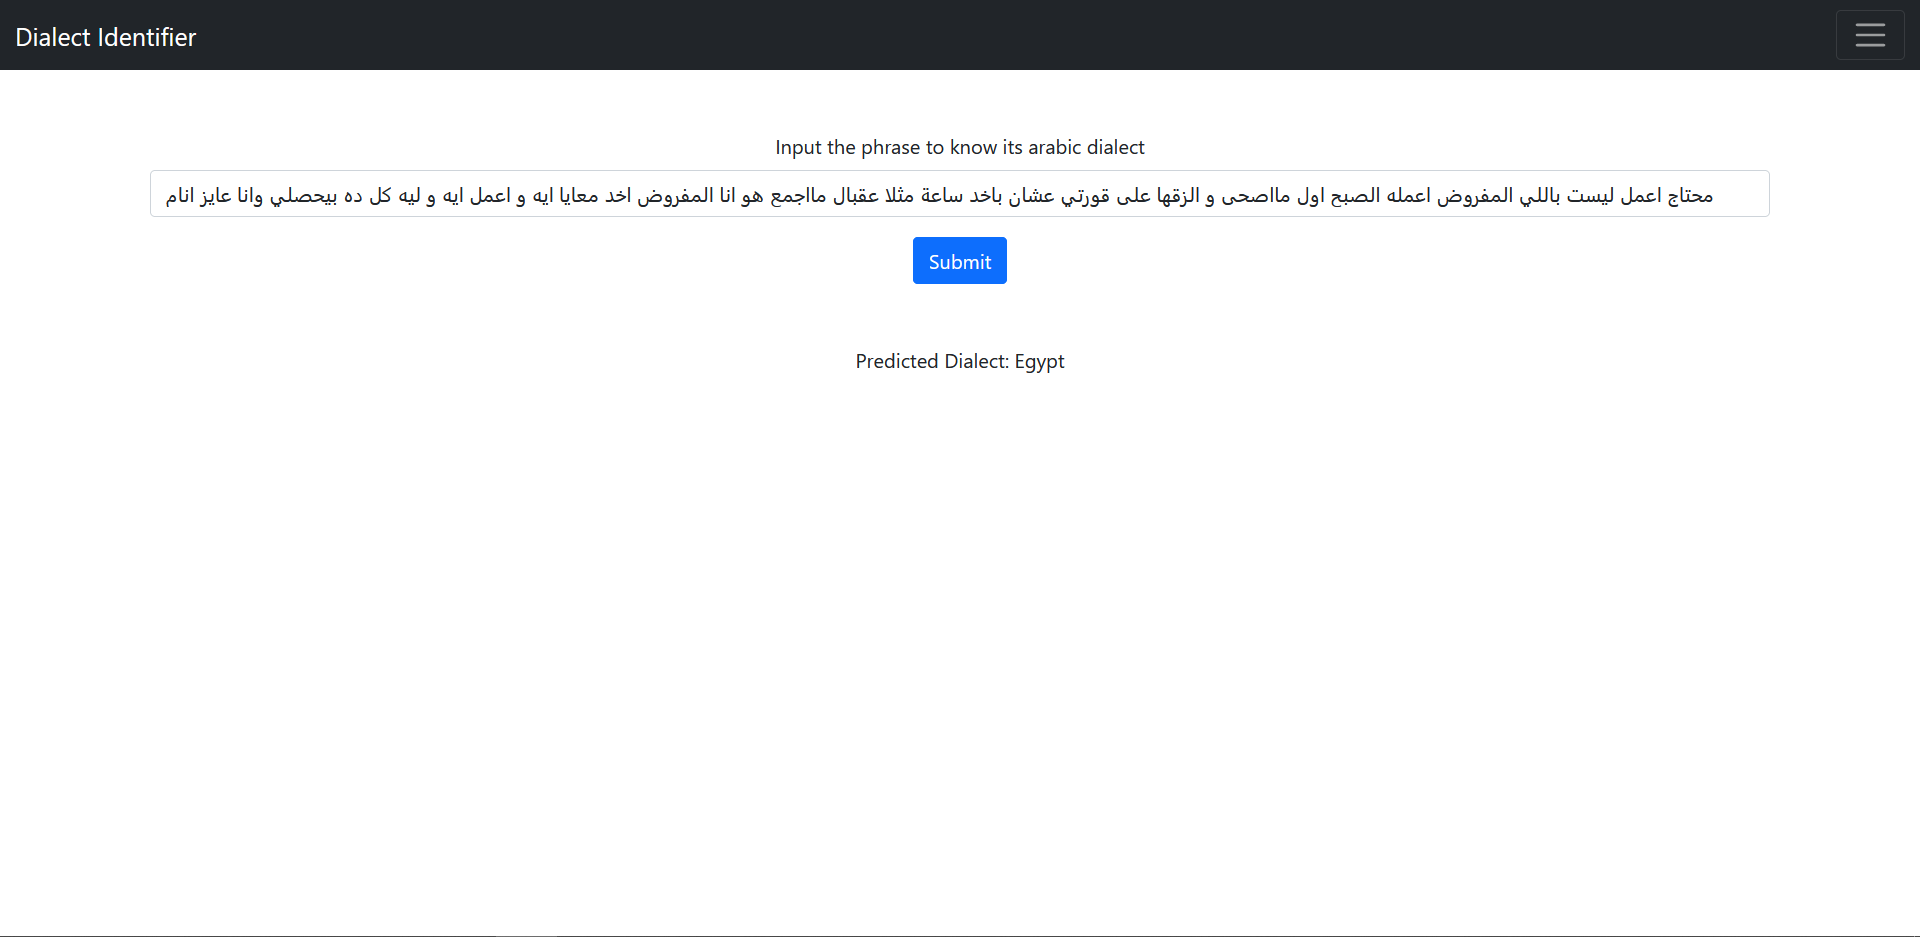 Dialect Identifier
Input the phrase to know its arabic dialect
محتاج اعمل ليست باللي المفروض اعمله الصبح اول مااصحى و الزقها على قورتي عشان باخد ساعة مثلا عقبال مااجمع هو انا المفروض اخد معايا ايه و اعمل ايه و ليه كل ده بيحصلي وانا عايز انام
Submit
Predicted Dialect: Egypt